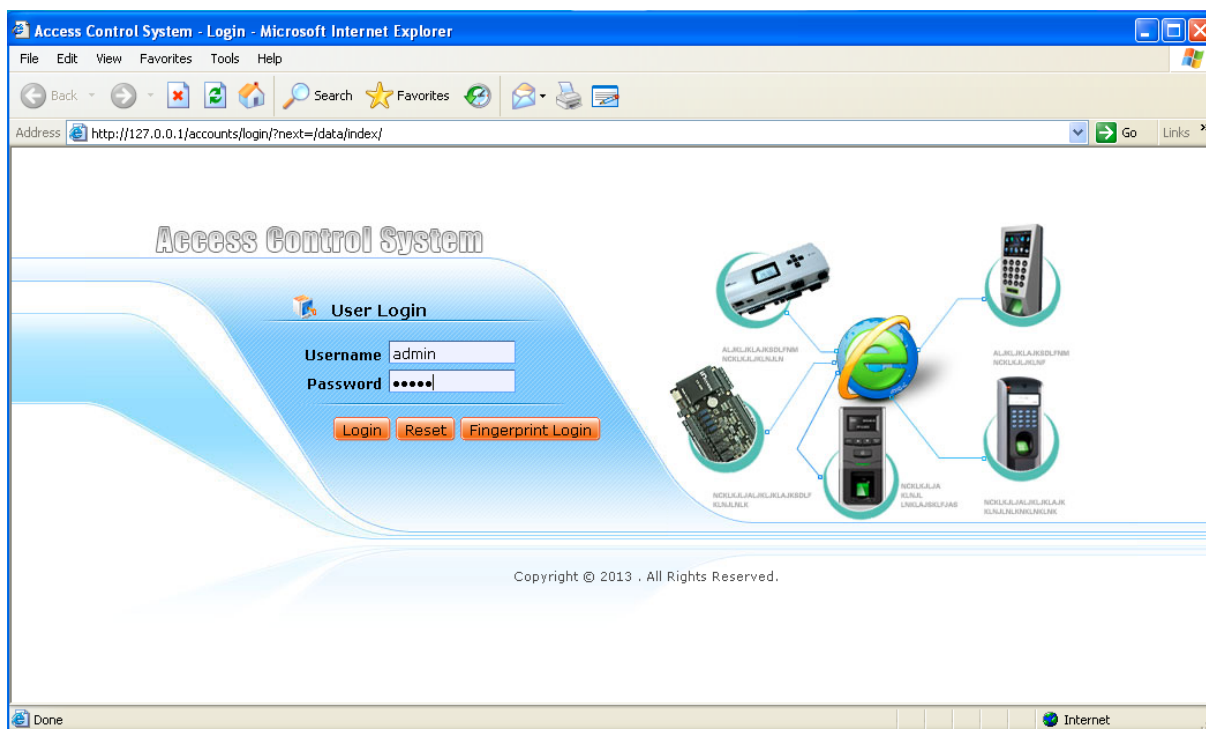 Access Control System - Login - Microsoft Internet Explorer
File Edit View Favorites Tools Help
Back Search Favorites
Address http://127.0.0.1/accounts/login/?next=/data/index/ Go Links »
Access Control System
User Login
Username admin
Password •••••
Login Reset Fingerprint Login
Copyright © 2013 . All Rights Reserved.
Done Internet